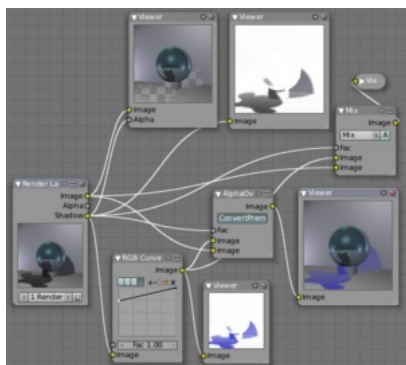 Viewer
Image
Alpha
Viewer
Image
Vie
Mix
Image
Mix
A
Fac
Image
Image
Render La
Image
Alpha
Shadow
1 Render
AlphaOv
Image
ConvertPrem
Fac
Image
Image
Viewer
Image
RGB Curve
Image
Fac 1.00
Image
Viewer
Image